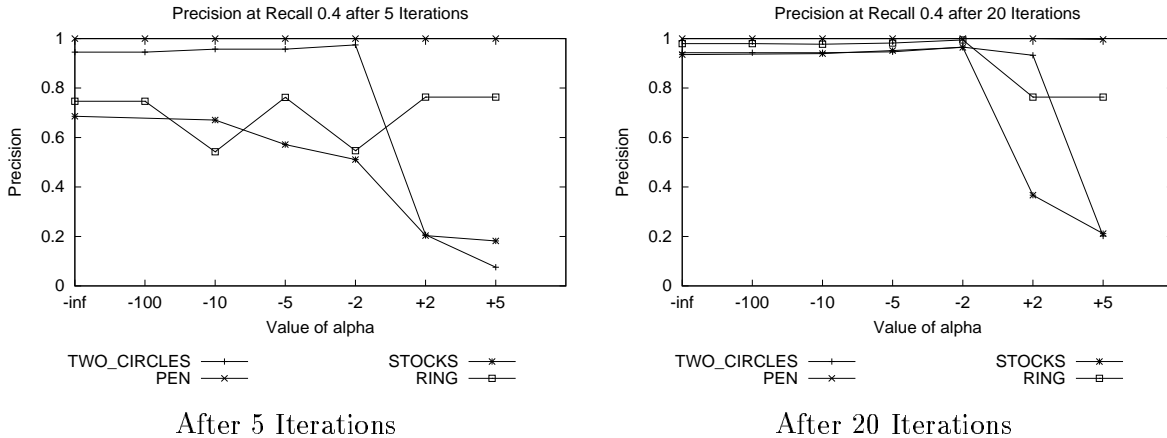 Precision at Recall 0.4 after 5 Iterations
1
0.8
0.6
0.4
0.2
0
Precision
-inf
-100
-10
-5
-2
+2
+5
Value of alpha
TWO_CIRCLES
PEN
STOCKS
RING
After 5 Iterations
Precision at Recall 0.4 after 20 Iterations
1
0.8
0.6
0.4
0.2
0
Precision
-inf
-100
-10
-5
-2
+2
+5
Value of alpha
TWO_CIRCLES
PEN
STOCKS
RING
After 20 Iterations